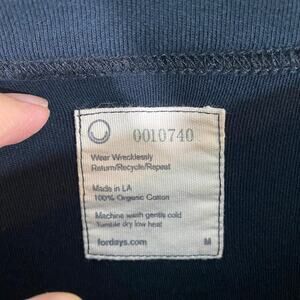 0010740
Wear Wrecklessly
Return/Recycle/Repeat
Made in LA
100% Organic Cotton
Machine wash gentle cold
Tumble dry low heat
fordays.com M